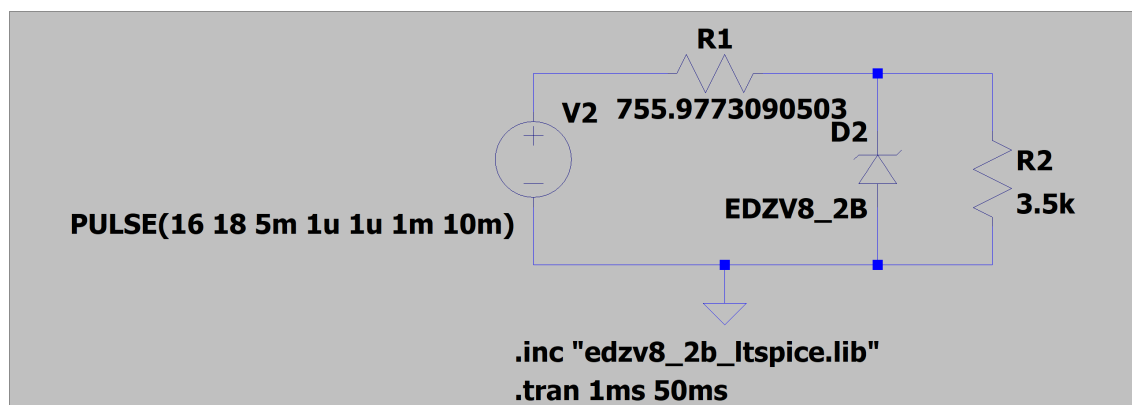 R1
755.9773090503
V2
D2
R2
3.5k
EDZV8_2B
PULSE(16 18 5m 1u 1u 1m 10m)
.inc "edzv8_2b_ltspice.lib"
.tran 1ms 50ms